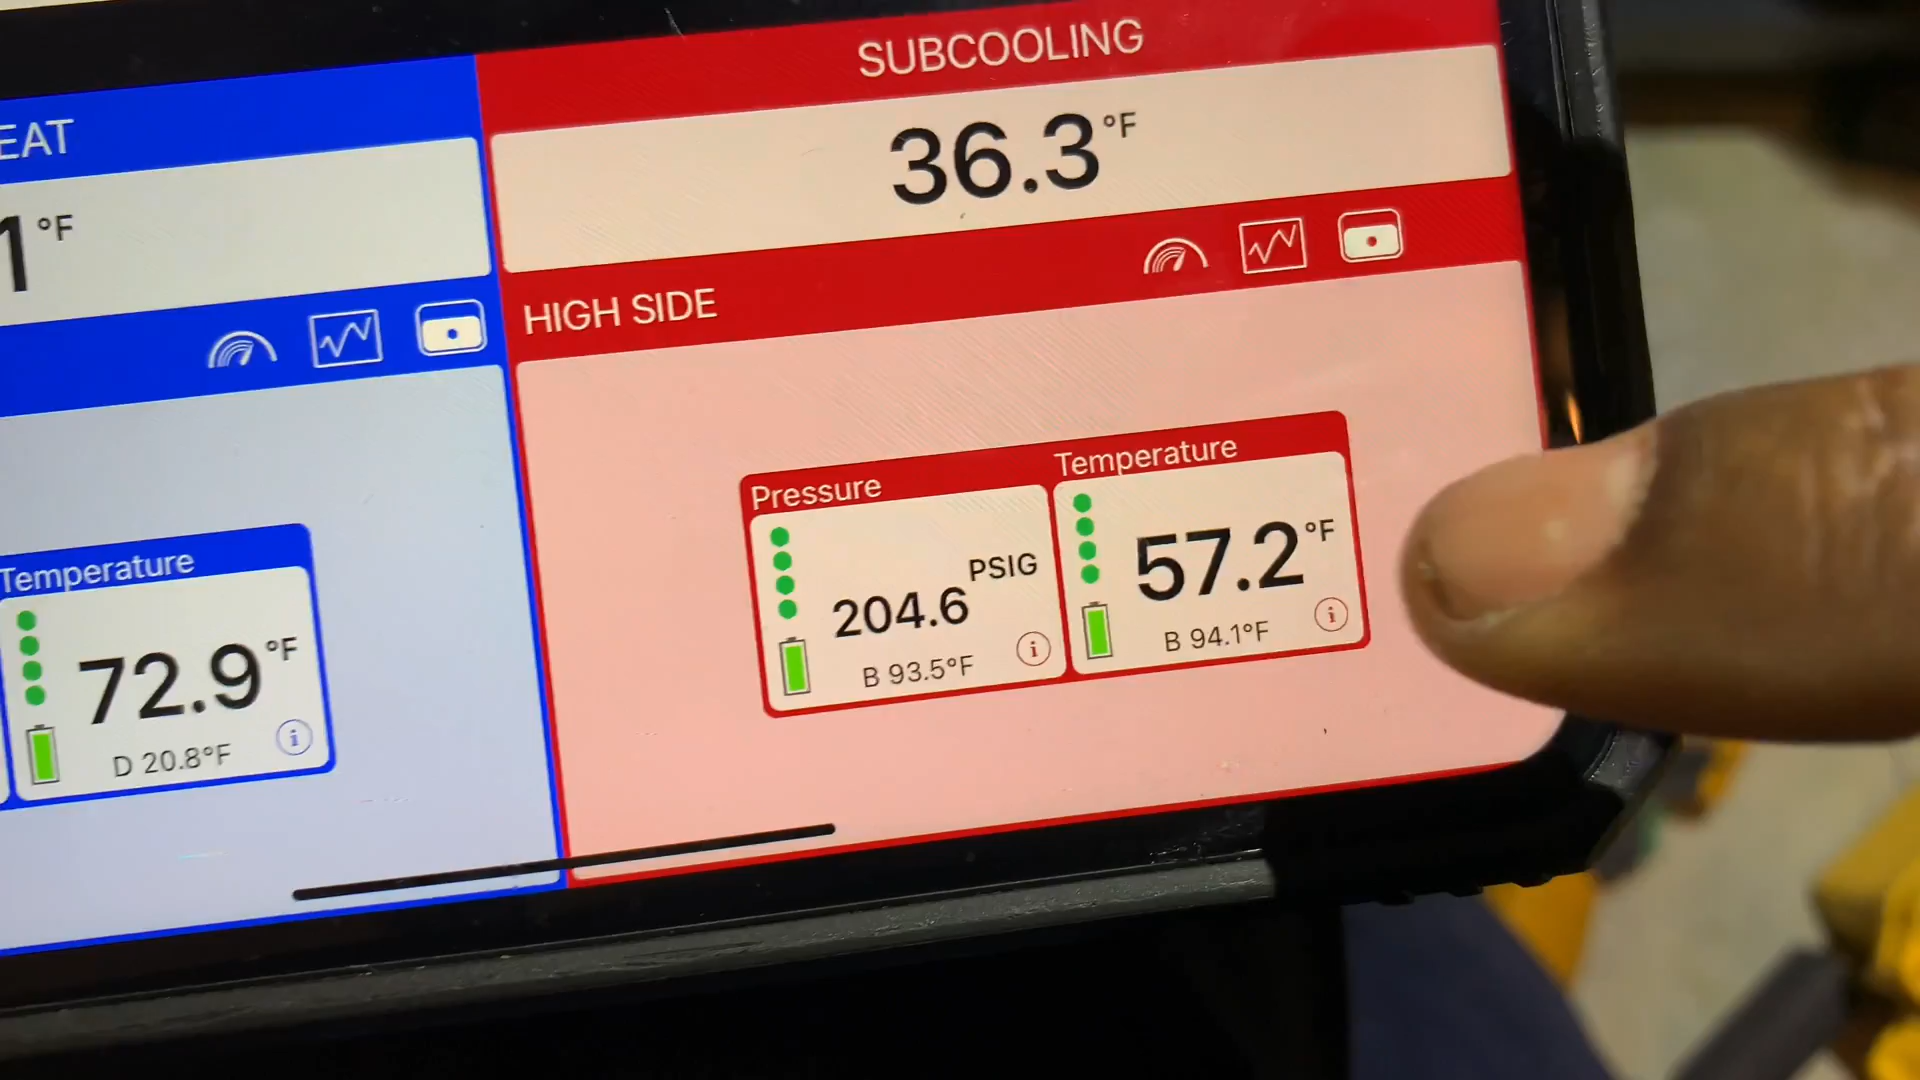 EAT
1 °F
Temperature
72.9 °F
D 20.8°F
SUBCOOLING
36.3 °F
HIGH SIDE
Pressure
204.6 PSIG
B 93.5°F
Temperature
57.2 °F
B 94.1°F